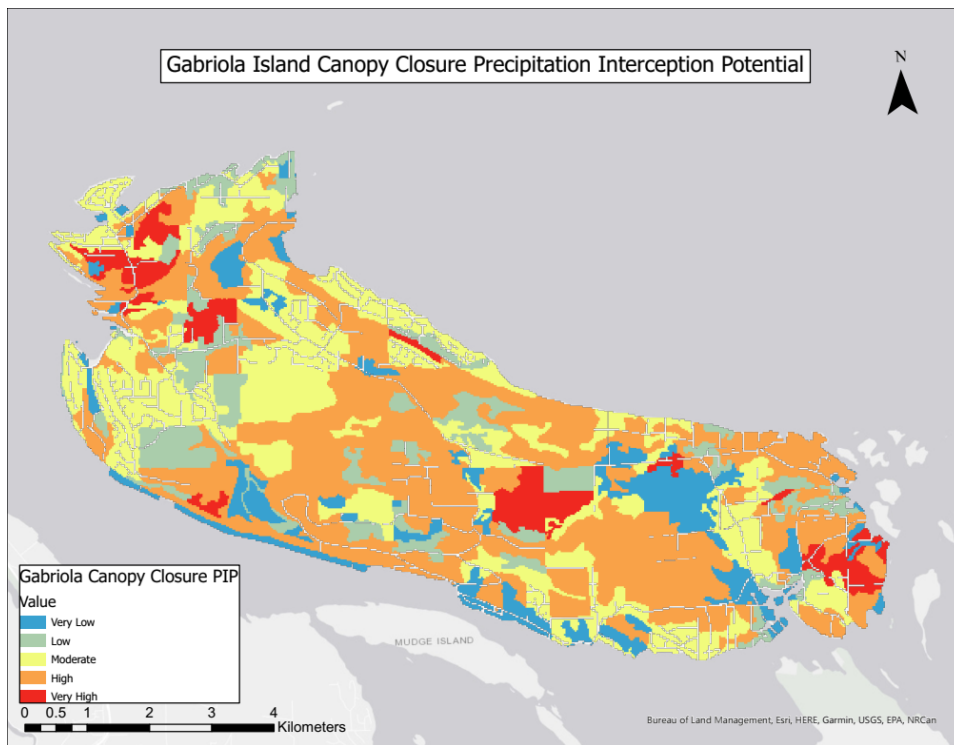 Gabriola Island Canopy Closure Precipitation Interception Potential
N
MUDGE ISLAND
Gabriola Canopy Closure PIP
Value
Very Low
Low
Moderate
High
Very High
0 0.5 1 2 3 4
Kilometers
Bureau of Land Management, Esri, HERE, Garmin, USGS, EPA, NRCan